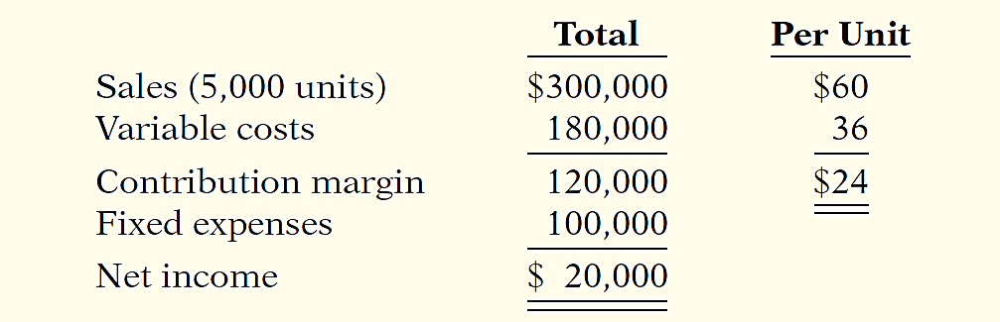 Total Per Unit
Sales (5,000 units) $300,000 $60
Variable costs 180,000 36
Contribution margin 120,000 $24
Fixed expenses 100,000
Net income $ 20,000